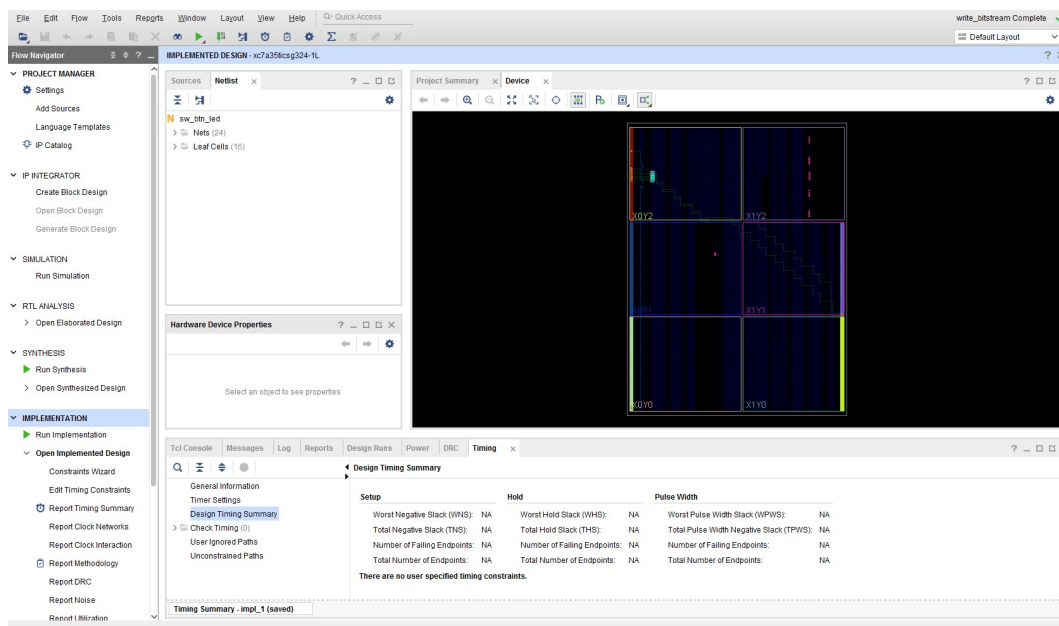 File Edit Flow Tools Reports Window Layout View Help Q- Quick Access write_bitstream Complete
Default Layout
Flow Navigator
IMPLEMENTED DESIGN - xc7a35ticsg324-1L
PROJECT MANAGER
Settings
Add Sources
Language Templates
IP Catalog
IP INTEGRATOR
Create Block Design
Open Block Design
Generate Block Design
SIMULATION
Run Simulation
RTL ANALYSIS
Open Elaborated Design
SYNTHESIS
Run Synthesis
Open Synthesized Design
IMPLEMENTATION
Run Implementation
Open Implemented Design
Constraints Wizard
Edit Timing Constraints
Report Timing Summary
Report Clock Networks
Report Clock Interaction
Report Methodology
Report DRC
Report Noise
Report Utilization
Sources Netlist
N sw_btn_led
Nets (24)
Leaf Cells (16)
Hardware Device Properties
Select an object to see properties
Project Summary Device
X0Y2 X1Y2
X0Y1 X1Y1
X0Y0 X1Y0
Tcl Console Messages Log Reports Design Runs Power DRC Timing
General Information
Timer Settings
Design Timing Summary
Check Timing (0)
User Ignored Paths
Unconstrained Paths
Design Timing Summary
Setup Hold Pulse Width
Worst Negative Slack (WNS): NA Worst Hold Slack (WHS): NA Worst Pulse Width Slack (WPWS): NA
Total Negative Slack (TNS): NA Total Hold Slack (THS): NA Total Pulse Width Negative Slack (TPWS): NA
Number of Failing Endpoints: NA Number of Failing Endpoints: NA Number of Failing Endpoints: NA
Total Number of Endpoints: NA Total Number of Endpoints: NA Total Number of Endpoints: NA
There are no user specified timing constraints.
Timing Summary - impl_1 (saved)